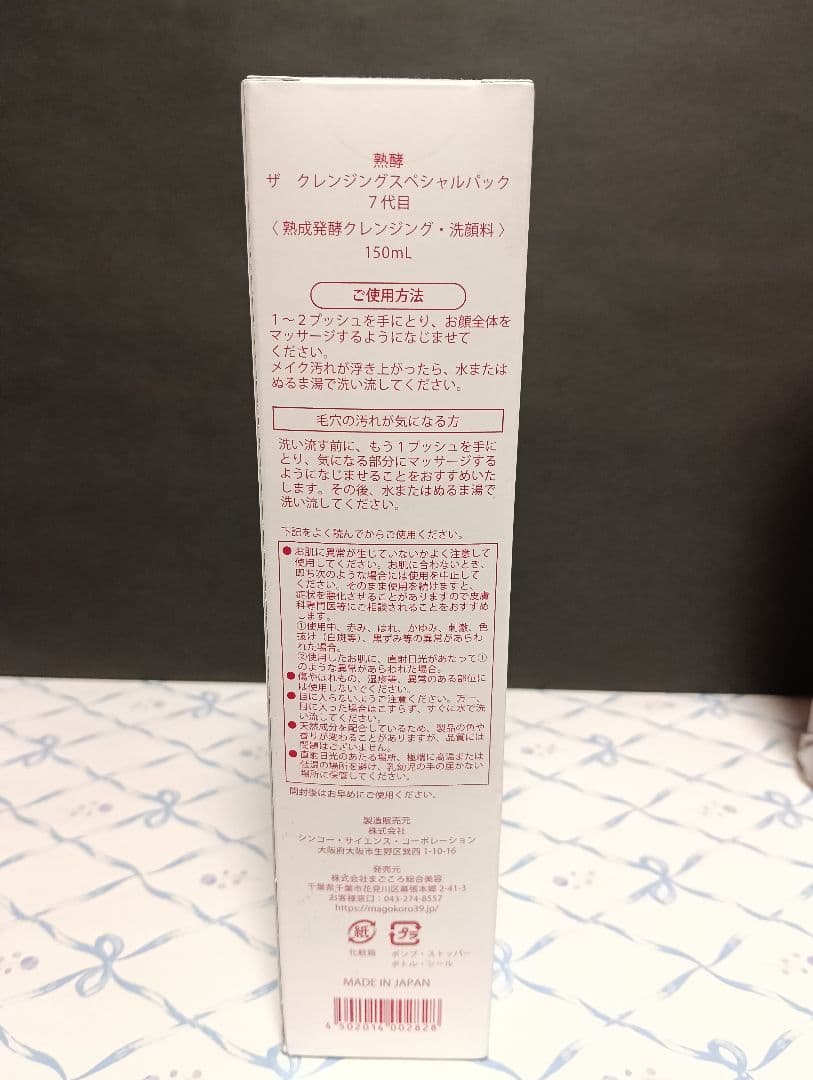 熟酵
ザ　クレンジングスペシャルパック
７代目
〈 熟成発酵クレンジング・洗顔料 〉
150mL
ご使用方法
１～２プッシュを手にとり、お顔全体を
マッサージするようになじませて
ください。
メイク汚れが浮き上がったら、水または
ぬるま湯で洗い流してください。
毛穴の汚れが気になる方
洗い流す前に、もう１プッシュを手に
とり、気になる部分にマッサージする
ようになじませることをおすすめいた
します。その後、水またはぬるま湯で
洗い流してください。
下記をよく読んでからご使用ください。
●お肌に異常が生じていないかよく注意して
使用してください。お肌に合わないとき、
即ち次のような場合には使用を中止して
ください。そのまま使用を続けますと、
症状を悪化させることがありますので皮膚
科専門医等にご相談されることをおすすめ
します。
①使用中、赤み、はれ、かゆみ、刺激、色
抜け（白斑等）、黒ずみ等の異常があらわ
れた場合。
②使用したお肌に、直射日光があたって①
のような異常があらわれた場合。
●傷やはれもの、湿疹等、異常のある部位に
は使用しないでください。
●目に入らないようご注意ください。万一、
目に入った場合はこすらず、すぐに水で洗
い流してください。
●天然成分を配合しているため、製品の色や
香りが変わることがありますが、品質には
問題はございません。
●直射日光のあたる場所、極端に高温または
低温の場所を避け、乳幼児の手の届かない
場所に保管してください。
開封後はお早めにご使用ください。
製造販売元
株式会社
シンコー・サイエンス・コーポレーション
大阪府大阪市生野区巽西 1-10-16
発売元
株式会社まごころ総合美容
千葉県千葉市花見川区幕張本郷 2-41-3
お客様窓口：043-274-8557
https://magokoro39.jp/
紙 プラ
化粧箱 ポンプ・ストッパー
ボトル・シール
MADE IN JAPAN
4 502014 002828